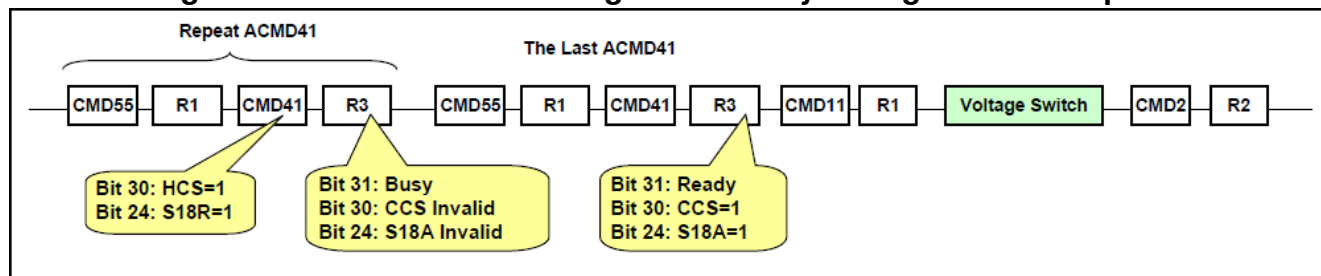 Repeat ACMD41
The Last ACMD41
CMD55 R1 CMD41 R3 CMD55 R1 CMD41 R3 CMD11 R1 Voltage Switch CMD2 R2
Bit 30: HCS=1
Bit 24: S18R=1
Bit 31: Busy
Bit 30: CCS Invalid
Bit 24: S18A Invalid
Bit 31: Ready
Bit 30: CCS=1
Bit 24: S18A=1